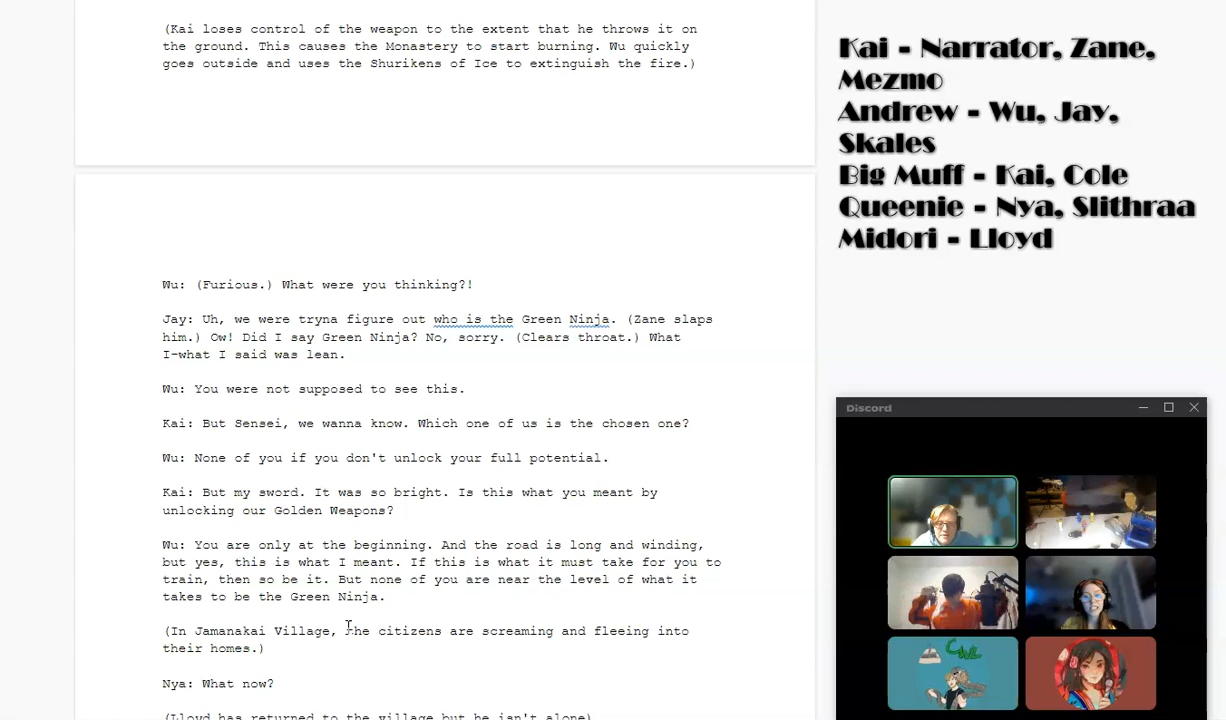 (Kai loses control of the weapon to the extent that he throws it on
the ground. This causes the Monastery to start burning. Wu quickly
goes outside and uses the Shurikens of Ice to extinguish the fire.)
Wu: (Furious.) What were you thinking?!
Jay: Uh, we were tryna figure out who is the Green Ninja. (Zane slaps
him.) Ow! Did I say Green Ninja? No, sorry. (Clears throat.) What
I-what I said was lean.
Wu: You were not supposed to see this.
Kai: But Sensei, we wanna know. Which one of us is the chosen one?
Wu: None of you if you don't unlock your full potential.
Kai: But my sword. It was so bright. Is this what you meant by
unlocking our Golden Weapons?
Wu: You are only at the beginning. And the road is long and winding,
but yes, this is what I meant. If this is what it must take for you to
train, then so be it. But none of you are near the level of what it
takes to be the Green Ninja.
(In Jamanakai Village, the citizens are screaming and fleeing into
their homes.)
Nya: What now?
(Lloyd has returned to the village but he isn't alone)
Kai - Narrator, Zane,
Mezmo
Andrew - Wu, Jay,
Skales
Big Muff - Kai, Cole
Queenie - Nya, Slithraa
Midori - Lloyd
Discord